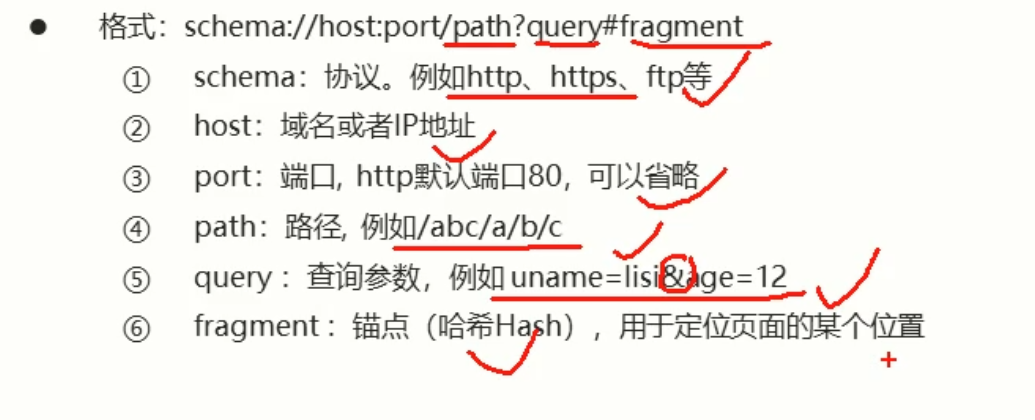 ● 格式：schema://host:port/path?query#fragment
① schema：协议。例如http、https、ftp等
② host：域名或者IP地址
③ port：端口, http默认端口80，可以省略
④ path：路径, 例如/abc/a/b/c
⑤ query ：查询参数，例如 uname=lisi&age=12
⑥ fragment ：锚点（哈希Hash），用于定位页面的某个位置